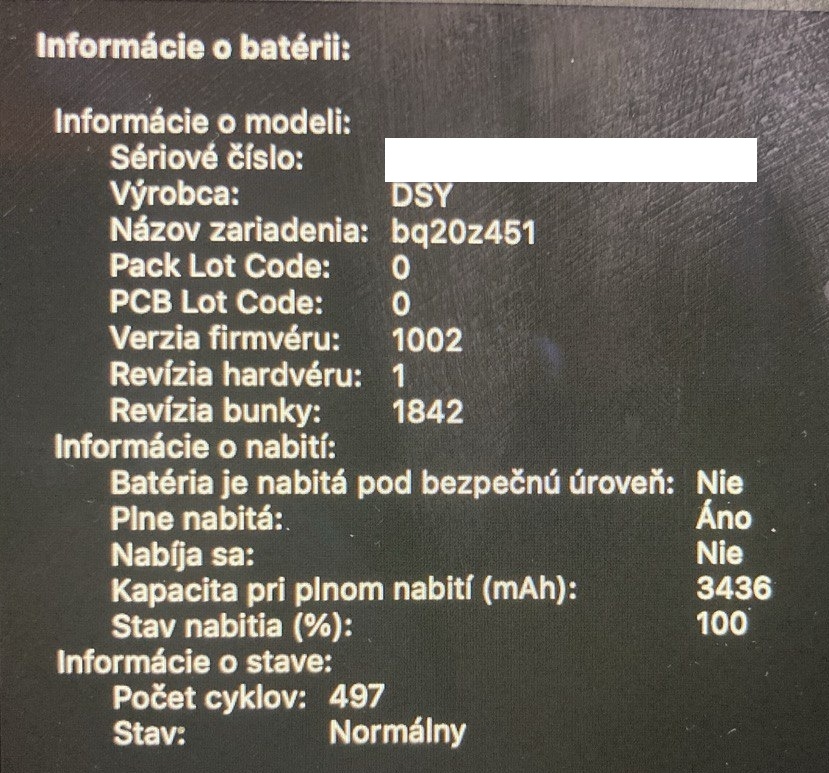 Informácie o batérii:
Informácie o modeli:
Sériové číslo:
Výrobca: DSY
Názov zariadenia: bq20z451
Pack Lot Code: 0
PCB Lot Code: 0
Verzia firmvéru: 1002
Revízia hardvéru: 1
Revízia bunky: 1842
Informácie o nabití:
Batéria je nabitá pod bezpečnú úroveň: Nie
Plne nabitá: Áno
Nabíja sa: Nie
Kapacita pri plnom nabití (mAh): 3436
Stav nabitia (%): 100
Informácie o stave:
Počet cyklov: 497
Stav: Normálny